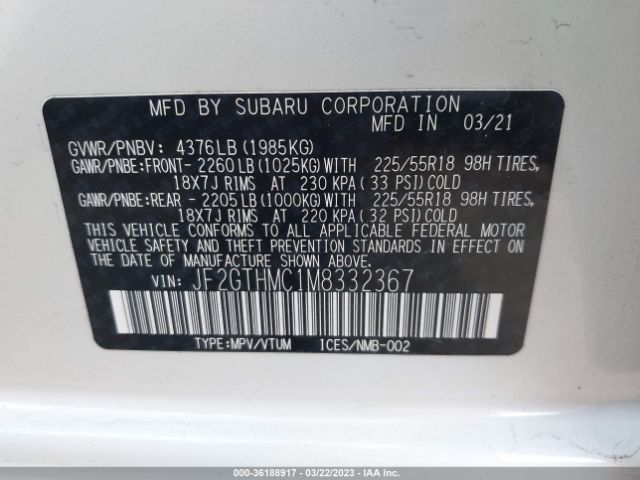 MFD BY SUBARU CORPORATION
MFD IN 03/21
GVWR/PNBV: 4376LB (1985KG)
GAWR/PNBE:FRONT- 2260LB (1025KG)WITH 225/55R18 98H TIRES,
18X7J RIMS AT 230 KPA (33 PSI) COLD
GAWR/PNBE:REAR - 2205LB (1000KG)WITH 225/55R18 98H TIRES,
18X7J RIMS AT 220 KPA (32 PSI) COLD
THIS VEHICLE CONFORMS TO ALL APPLICABLE FEDERAL MOTOR
VEHICLE SAFETY AND THEFT PREVENTION STANDARDS IN EFFECT
ON THE DATE OF MANUFACTURE SHOWN ABOVE.
VIN: JF2GTHMC1M8332367
TYPE:MPV/VTUM ICES/NMB-002
000-36188917 - 03/22/2023 - IAA Inc.